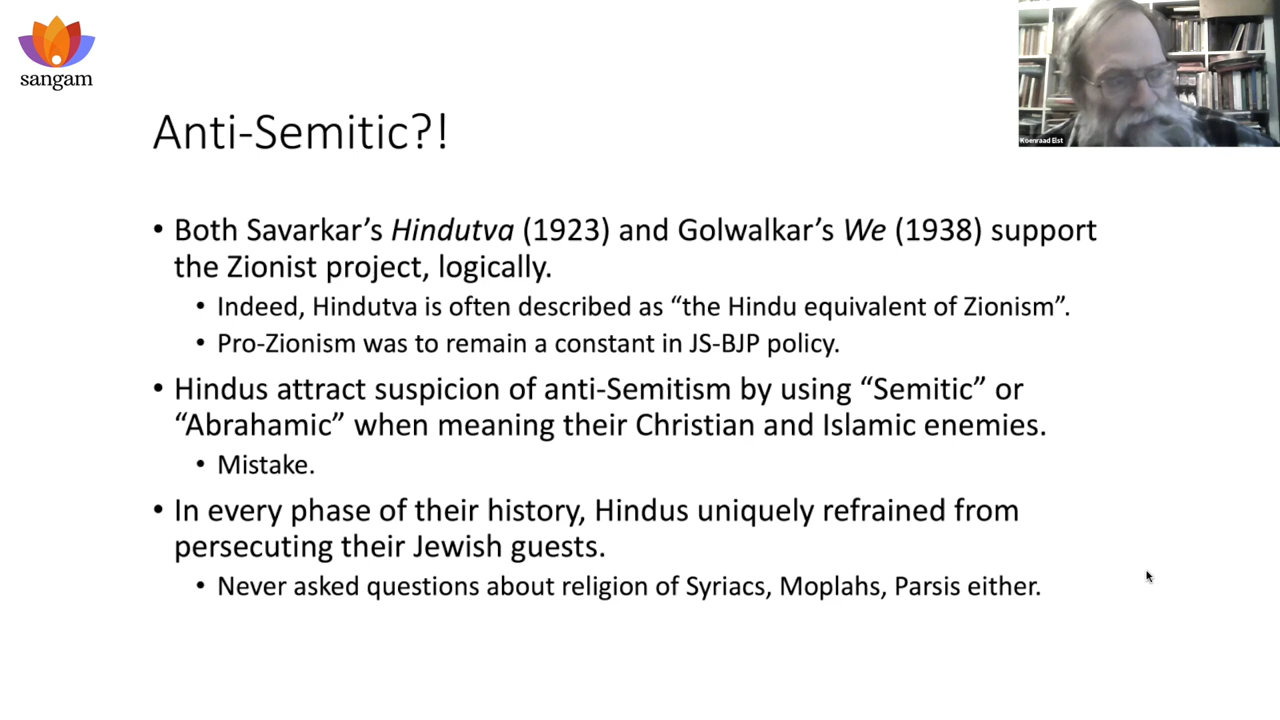 sangam
Koenraad Elst
Anti-Semitic?!
• Both Savarkar’s Hindutva (1923) and Golwalkar’s We (1938) support
the Zionist project, logically.
• Indeed, Hindutva is often described as “the Hindu equivalent of Zionism”.
• Pro-Zionism was to remain a constant in JS-BJP policy.
• Hindus attract suspicion of anti-Semitism by using “Semitic” or
“Abrahamic” when meaning their Christian and Islamic enemies.
• Mistake.
• In every phase of their history, Hindus uniquely refrained from
persecuting their Jewish guests.
• Never asked questions about religion of Syriacs, Moplahs, Parsis either.